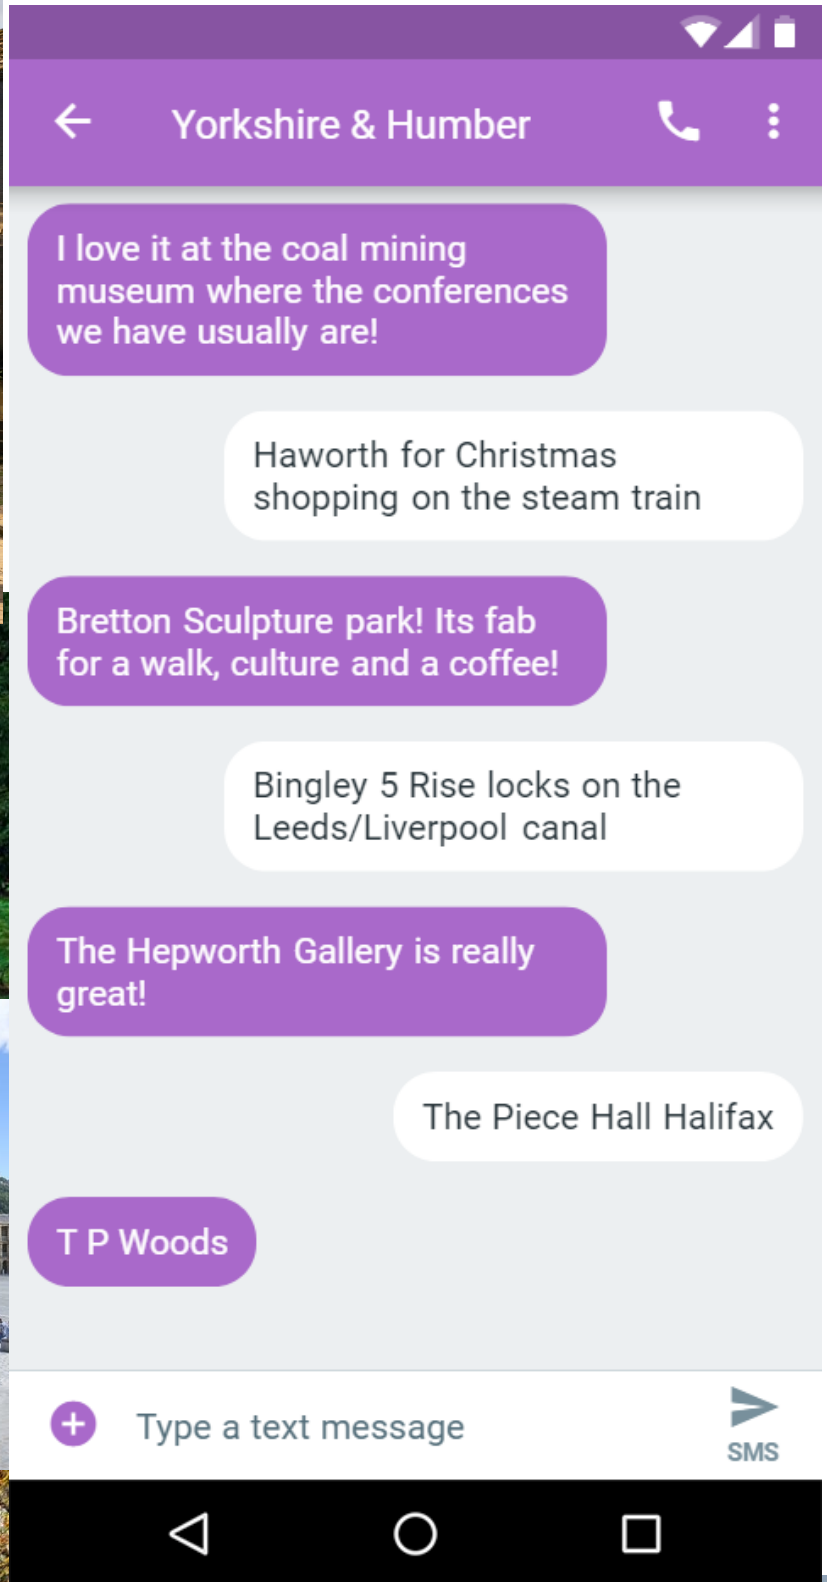 Yorkshire & Humber
I love it at the coal mining
museum where the conferences
we have usually are!
Haworth for Christmas
shopping on the steam train
Bretton Sculpture park! Its fab
for a walk, culture and a coffee!
Bingley 5 Rise locks on the
Leeds/Liverpool canal
The Hepworth Gallery is really
great!
The Piece Hall Halifax
T P Woods
Type a text message
SMS